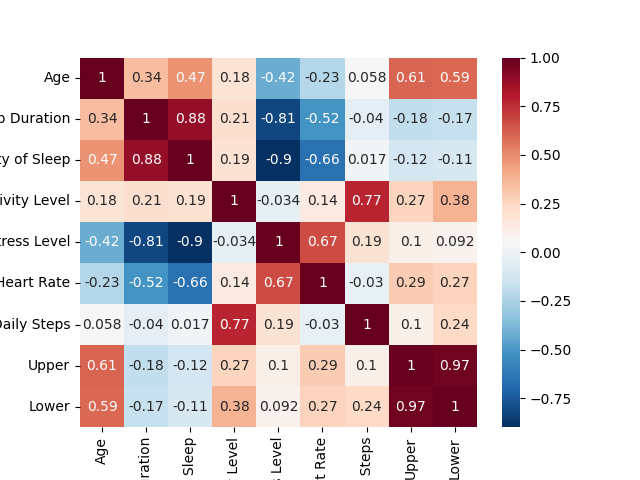 Age 1 0.34 0.47 0.18 -0.42 -0.23 0.058 0.61 0.59
Duration 0.34 1 0.88 0.21 -0.81 -0.52 -0.04 -0.18 -0.17
of Sleep 0.47 0.88 1 0.19 -0.9 -0.66 0.017 -0.12 -0.11
Level 0.18 0.21 0.19 1 -0.034 0.14 0.77 0.27 0.38
Level -0.42 -0.81 -0.9 -0.034 1 0.67 0.19 0.1 0.092
Heart Rate -0.23 -0.52 -0.66 0.14 0.67 1 -0.03 0.29 0.27
Daily Steps 0.058 -0.04 0.017 0.77 0.19 -0.03 1 0.1 0.24
Upper 0.61 -0.18 -0.12 0.27 0.1 0.29 0.1 1 0.97
Lower 0.59 -0.17 -0.11 0.38 0.092 0.27 0.24 0.97 1
Age
uration
Sleep
Level
Level
Rate
Steps
Upper
Lower
1.00
0.75
0.50
0.25
0.00
−0.25
−0.50
−0.75